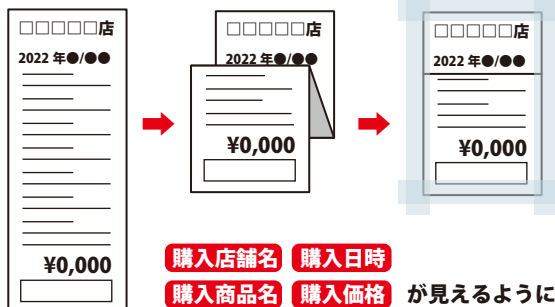 □□□□□店
2022 年●/●●
¥0,000
□□□□□店
2022 年●/●●
¥0,000
□□□□□店
2022 年●/●●
¥0,000
購入店舗名 購入日時
購入商品名 購入価格 が見えるように